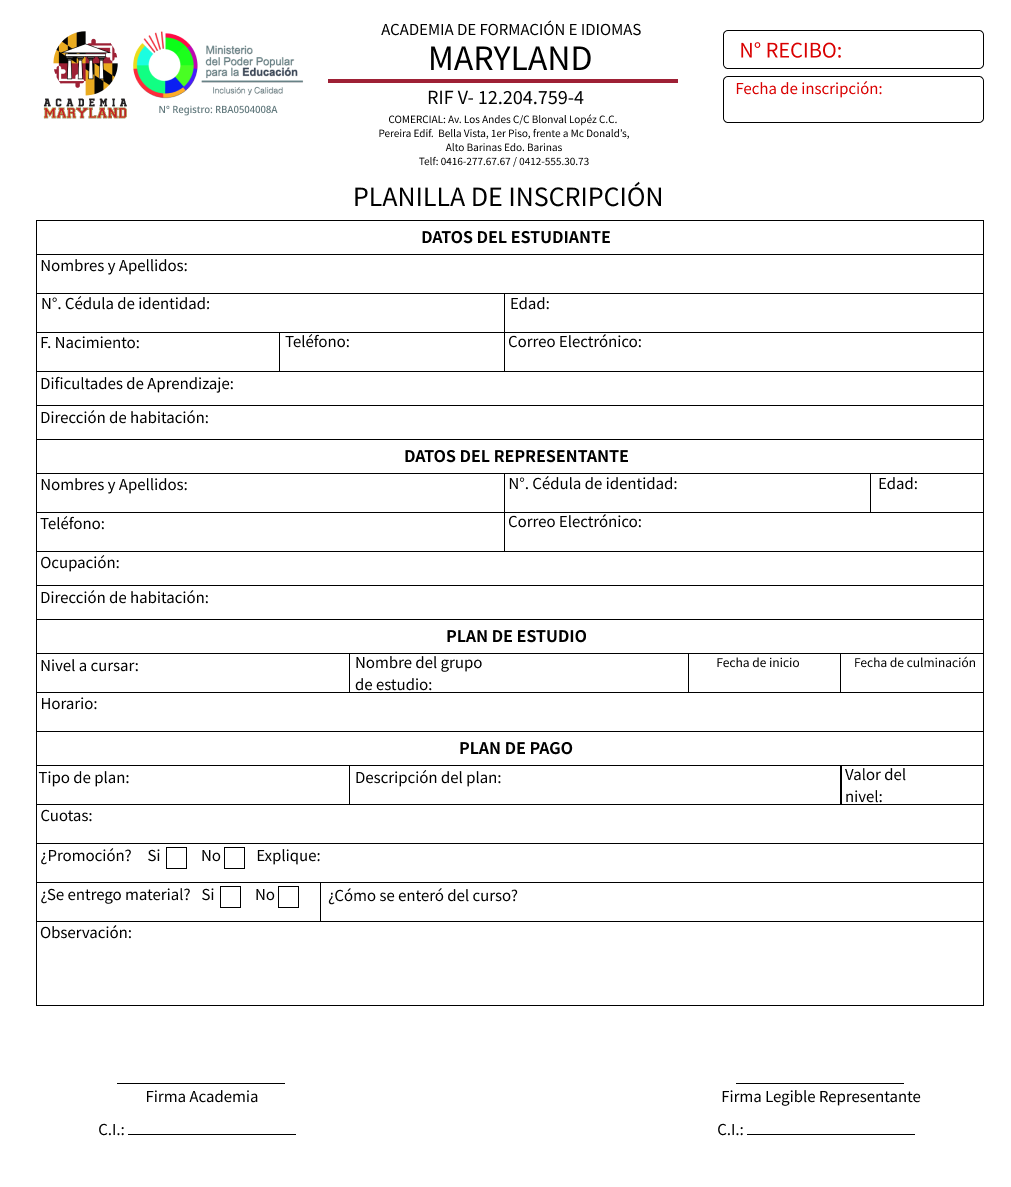 ACADEMIA
MARYLAND
Ministerio
del Poder Popular
para la Educación
Inclusión y Calidad
N° Registro: RBA0504008A
ACADEMIA DE FORMACIÓN E IDIOMAS
MARYLAND
RIF V- 12.204.759-4
COMERCIAL: Av. Los Andes C/C Blonval Lopéz C.C.
Pereira Edif. Bella Vista, 1er Piso, frente a Mc Donald's,
Alto Barinas Edo. Barinas
Telf: 0416-277.67.67 / 0412-555.30.73
N° RECIBO:
Fecha de inscripción:
PLANILLA DE INSCRIPCIÓN
DATOS DEL ESTUDIANTE
Nombres y Apellidos:
N°. Cédula de identidad: Edad:
F. Nacimiento: Teléfono: Correo Electrónico:
Dificultades de Aprendizaje:
Dirección de habitación:
DATOS DEL REPRESENTANTE
Nombres y Apellidos: N°. Cédula de identidad: Edad:
Teléfono: Correo Electrónico:
Ocupación:
Dirección de habitación:
PLAN DE ESTUDIO
Nivel a cursar:
Nombre del grupo
de estudio:
Fecha de inicio
Fecha de culminación
Horario:
PLAN DE PAGO
Tipo de plan:
Descripción del plan:
Valor del
nivel:
Cuotas:
¿Promoción? Si No Explique:
¿Se entrego material? Si No ¿Cómo se enteró del curso?
Observación:
Firma Academia
C.I.:
Firma Legible Representante
C.I.: